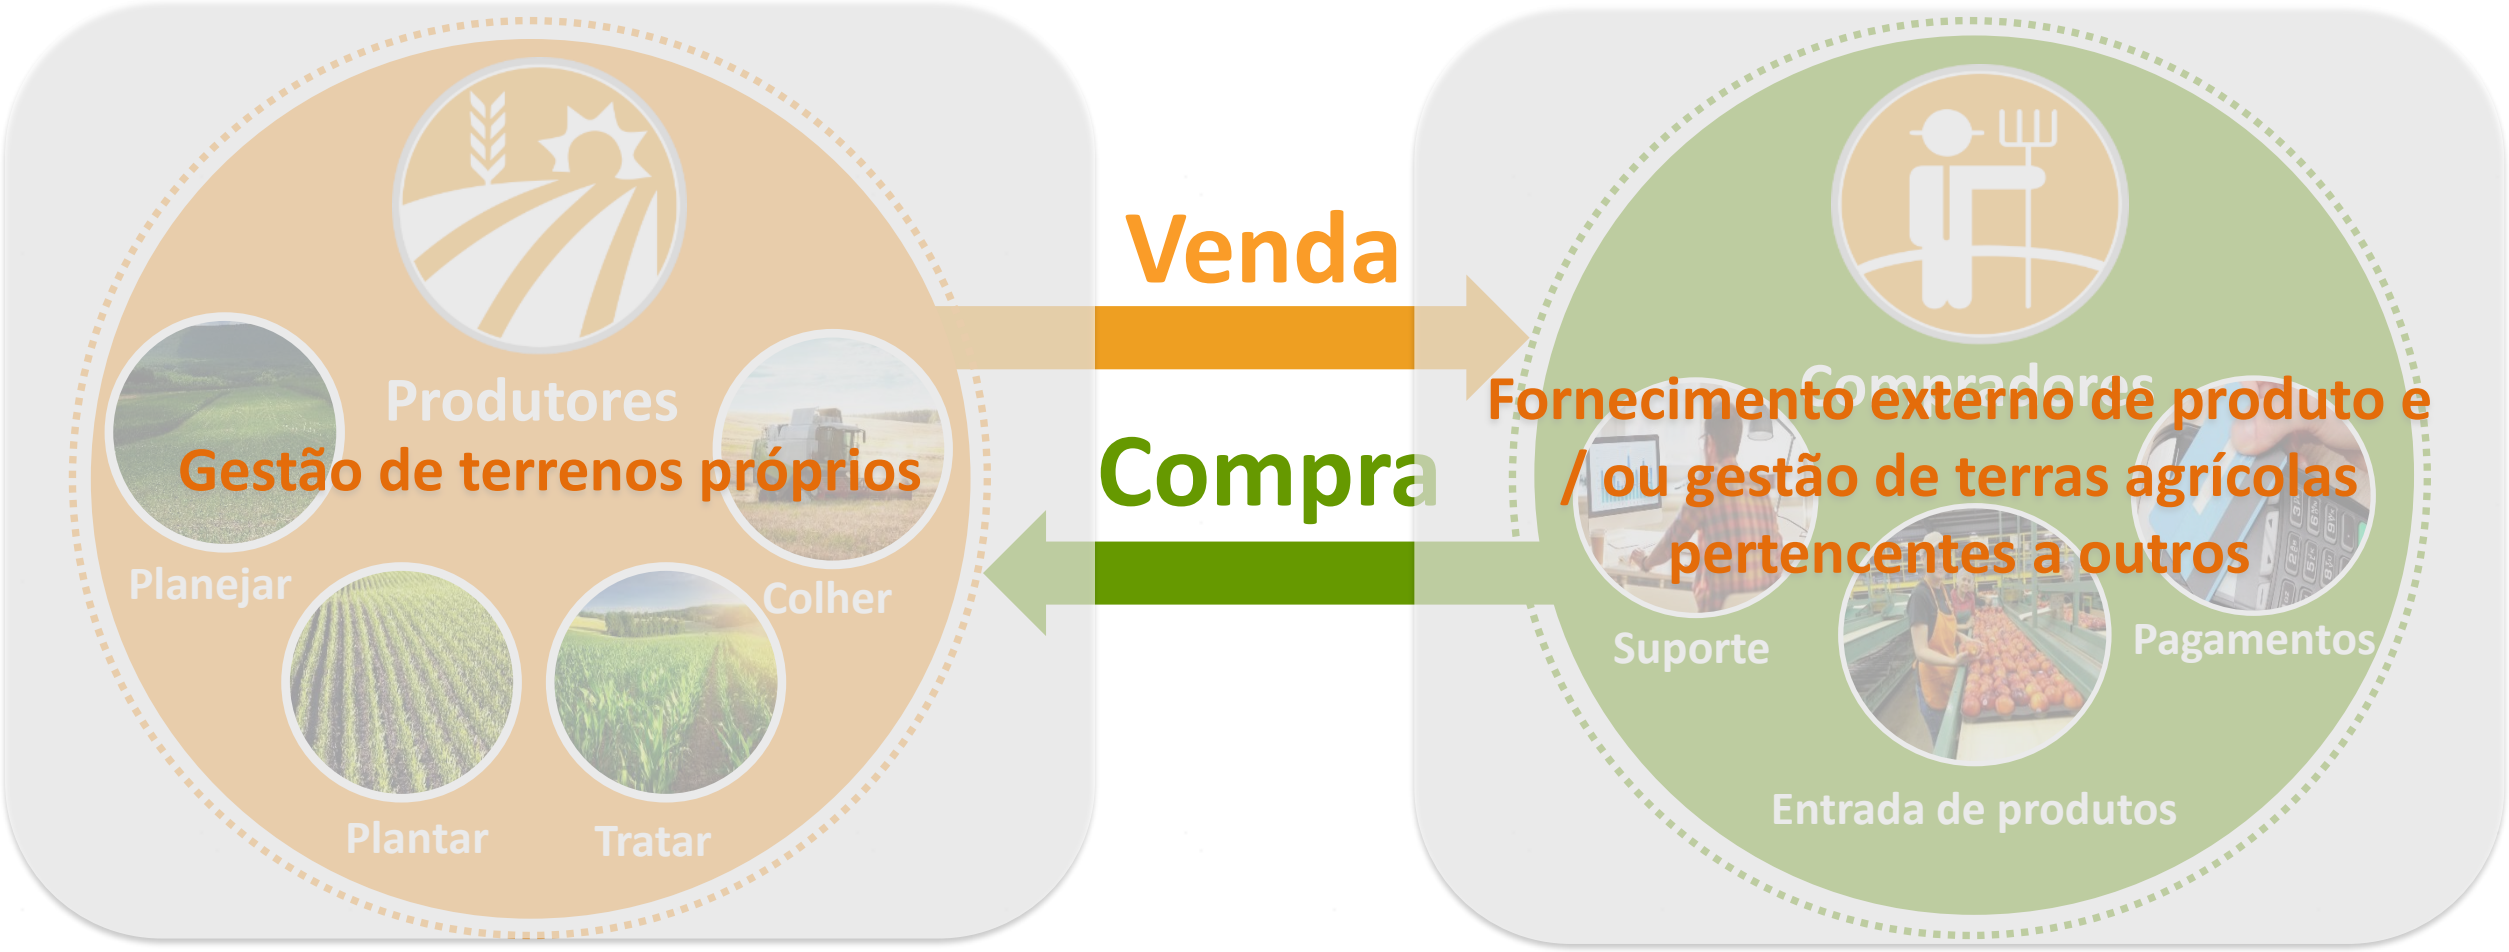 Venda
Compra
Produtores
Gestão de terrenos próprios
Planejar
Colher
Plantar
Tratar
Compradores
Fornecimento externo de produto e
/ ou gestão de terras agrícolas
pertencentes a outros
Suporte
Pagamentos
Entrada de produtos